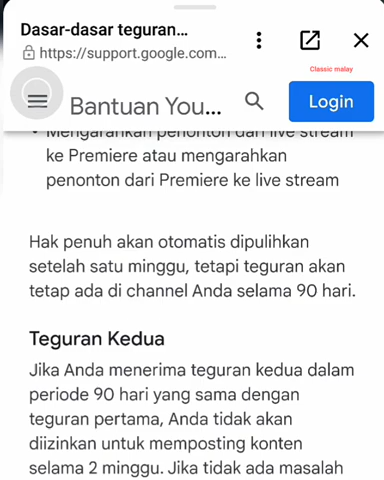 Dasar-dasar teguran...
https://support.google.com...
Classic malay
Bantuan You...
Login
Mengarahkan penonton dari live stream
ke Premiere atau mengarahkan
penonton dari Premiere ke live stream
Hak penuh akan otomatis dipulihkan
setelah satu minggu, tetapi teguran akan
tetap ada di channel Anda selama 90 hari.
Teguran Kedua
Jika Anda menerima teguran kedua dalam
periode 90 hari yang sama dengan
teguran pertama, Anda tidak akan
diizinkan untuk memposting konten
selama 2 minggu. Jika tidak ada masalah